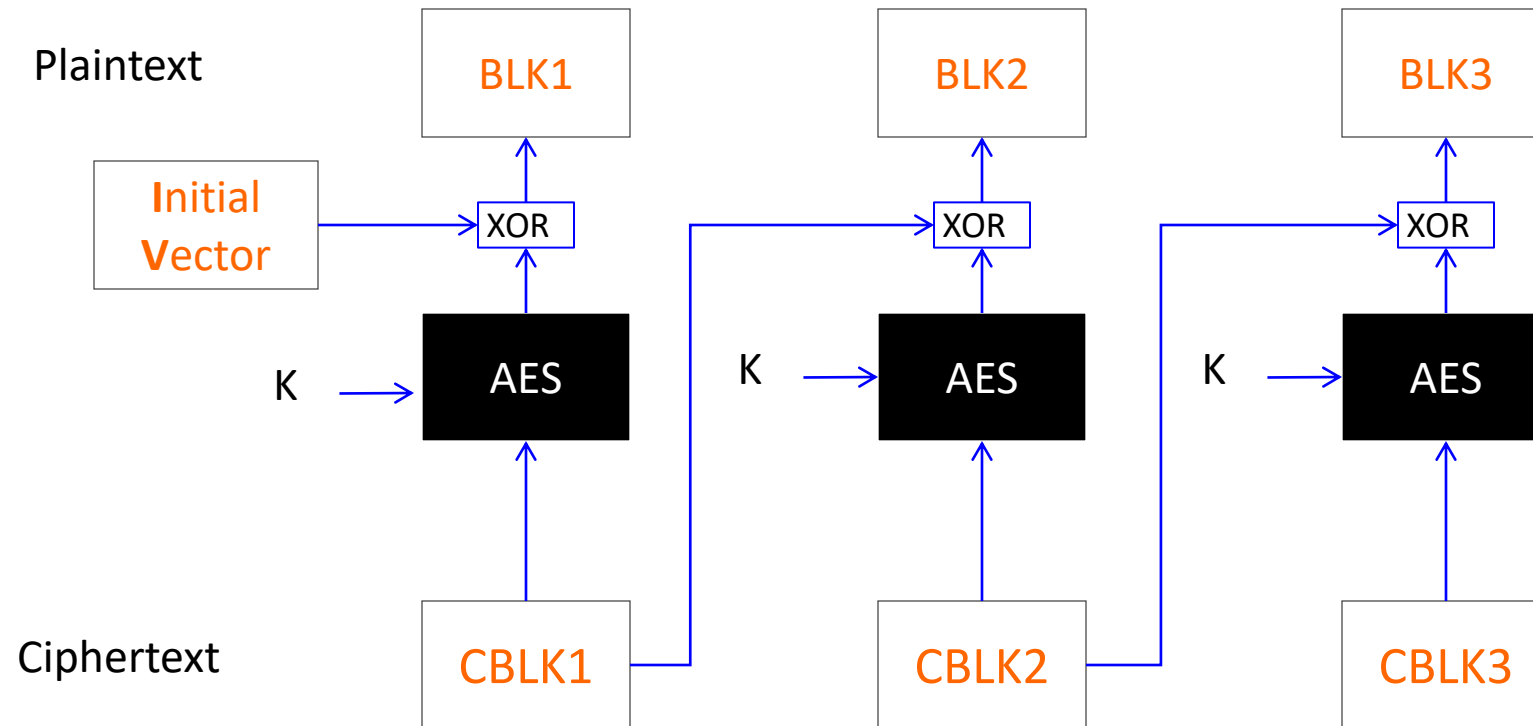 Plaintext
BLK1
BLK2
BLK3
Initial
Vector
XOR
XOR
XOR
K
AES
K
AES
K
AES
Ciphertext
CBLK1
CBLK2
CBLK3